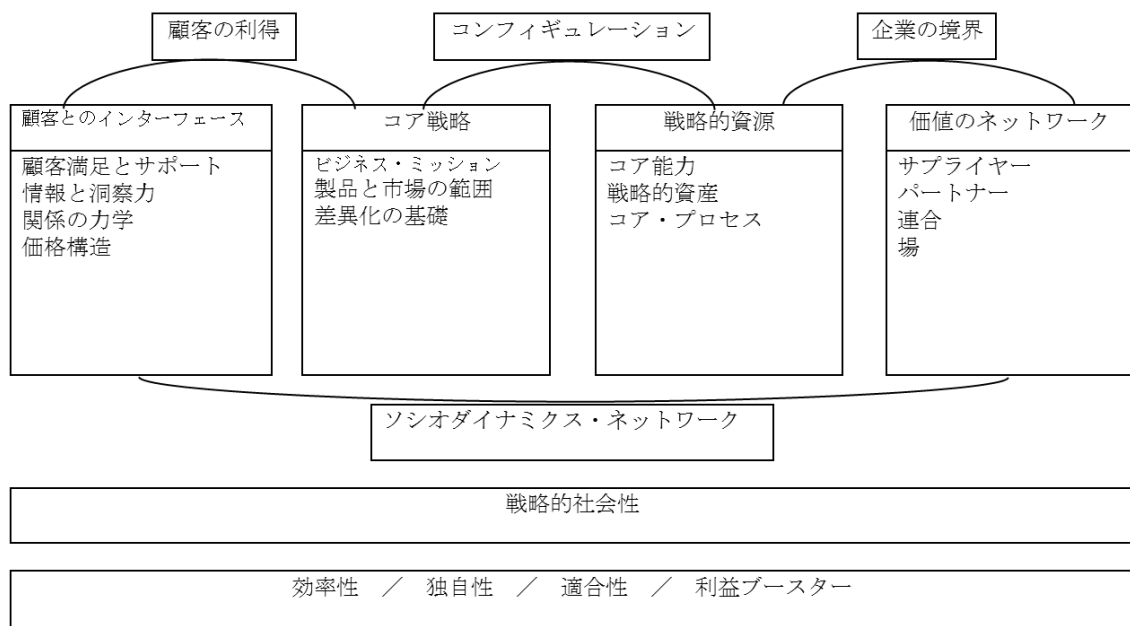 顧客の利得
コンフィギュレーション
企業の境界
顧客とのインターフェース
顧客満足とサポート
情報と洞察力
関係の力学
価格構造
コア戦略
ビジネス・ミッション
製品と市場の範囲
差異化の基礎
戦略的資源
コア能力
戦略的資産
コア・プロセス
価値のネットワーク
サプライヤー
パートナー
連合
場
ソシオダイナミクス・ネットワーク
戦略的社会性
効率性 ／ 独自性 ／ 適合性 ／ 利益ブースター